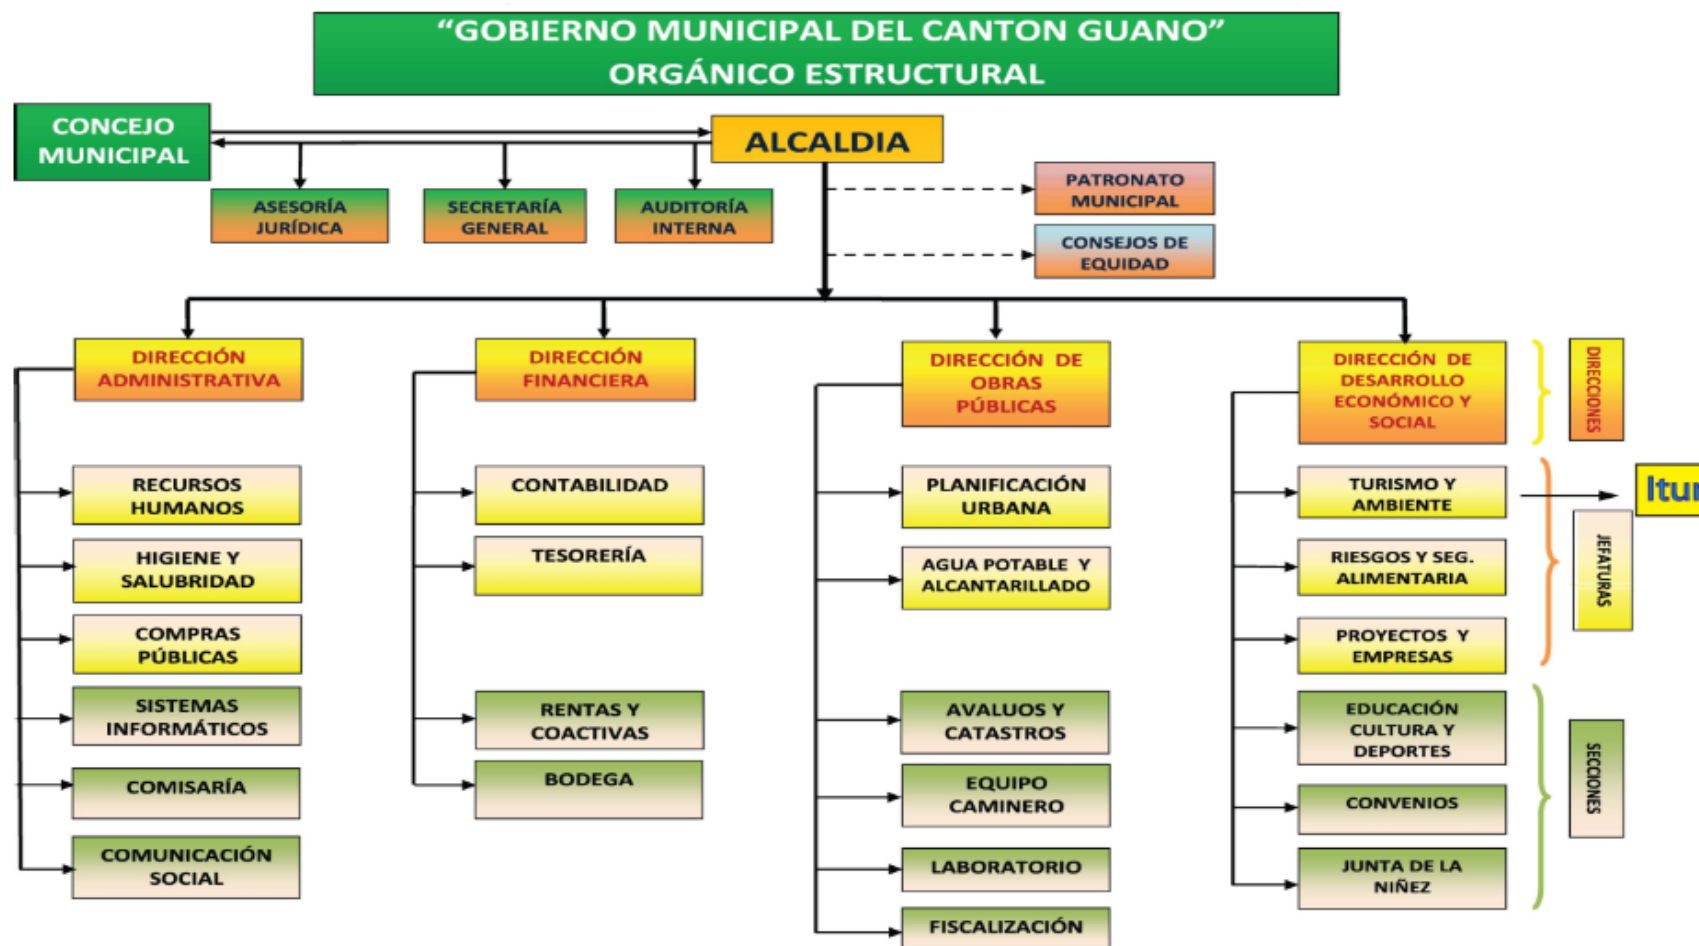 “GOBIERNO MUNICIPAL DEL CANTON GUANO”
ORGÁNICO ESTRUCTURAL
CONCEJO
MUNICIPAL
ALCALDIA
ASESORÍA
JURÍDICA
SECRETARÍA
GENERAL
AUDITORÍA
INTERNA
PATRONATO
MUNICIPAL
CONSEJOS DE
EQUIDAD
DIRECCIÓN
ADMINISTRATIVA
RECURSOS
HUMANOS
HIGIENE Y
SALUBRIDAD
COMPRAS
PÚBLICAS
SISTEMAS
INFORMÁTICOS
COMISARÍA
COMUNICACIÓN
SOCIAL
DIRECCIÓN
FINANCIERA
CONTABILIDAD
TESORERÍA
RENTAS Y
COACTIVAS
BODEGA
DIRECCIÓN DE
OBRAS
PÚBLICAS
PLANIFICACIÓN
URBANA
AGUA POTABLE Y
ALCANTARILLADO
AVALUOS Y
CATASTROS
EQUIPO
CAMINERO
LABORATORIO
FISCALIZACIÓN
DIRECCIÓN DE
DESARROLLO
ECONÓMICO Y
SOCIAL
TURISMO Y
AMBIENTE
RIESGOS Y SEG.
ALIMENTARIA
PROYECTOS Y
EMPRESAS
EDUCACIÓN
CULTURA Y
DEPORTES
CONVENIOS
JUNTA DE LA
NIÑEZ
DIRECCIONES
JEFATURAS
SECCIONES